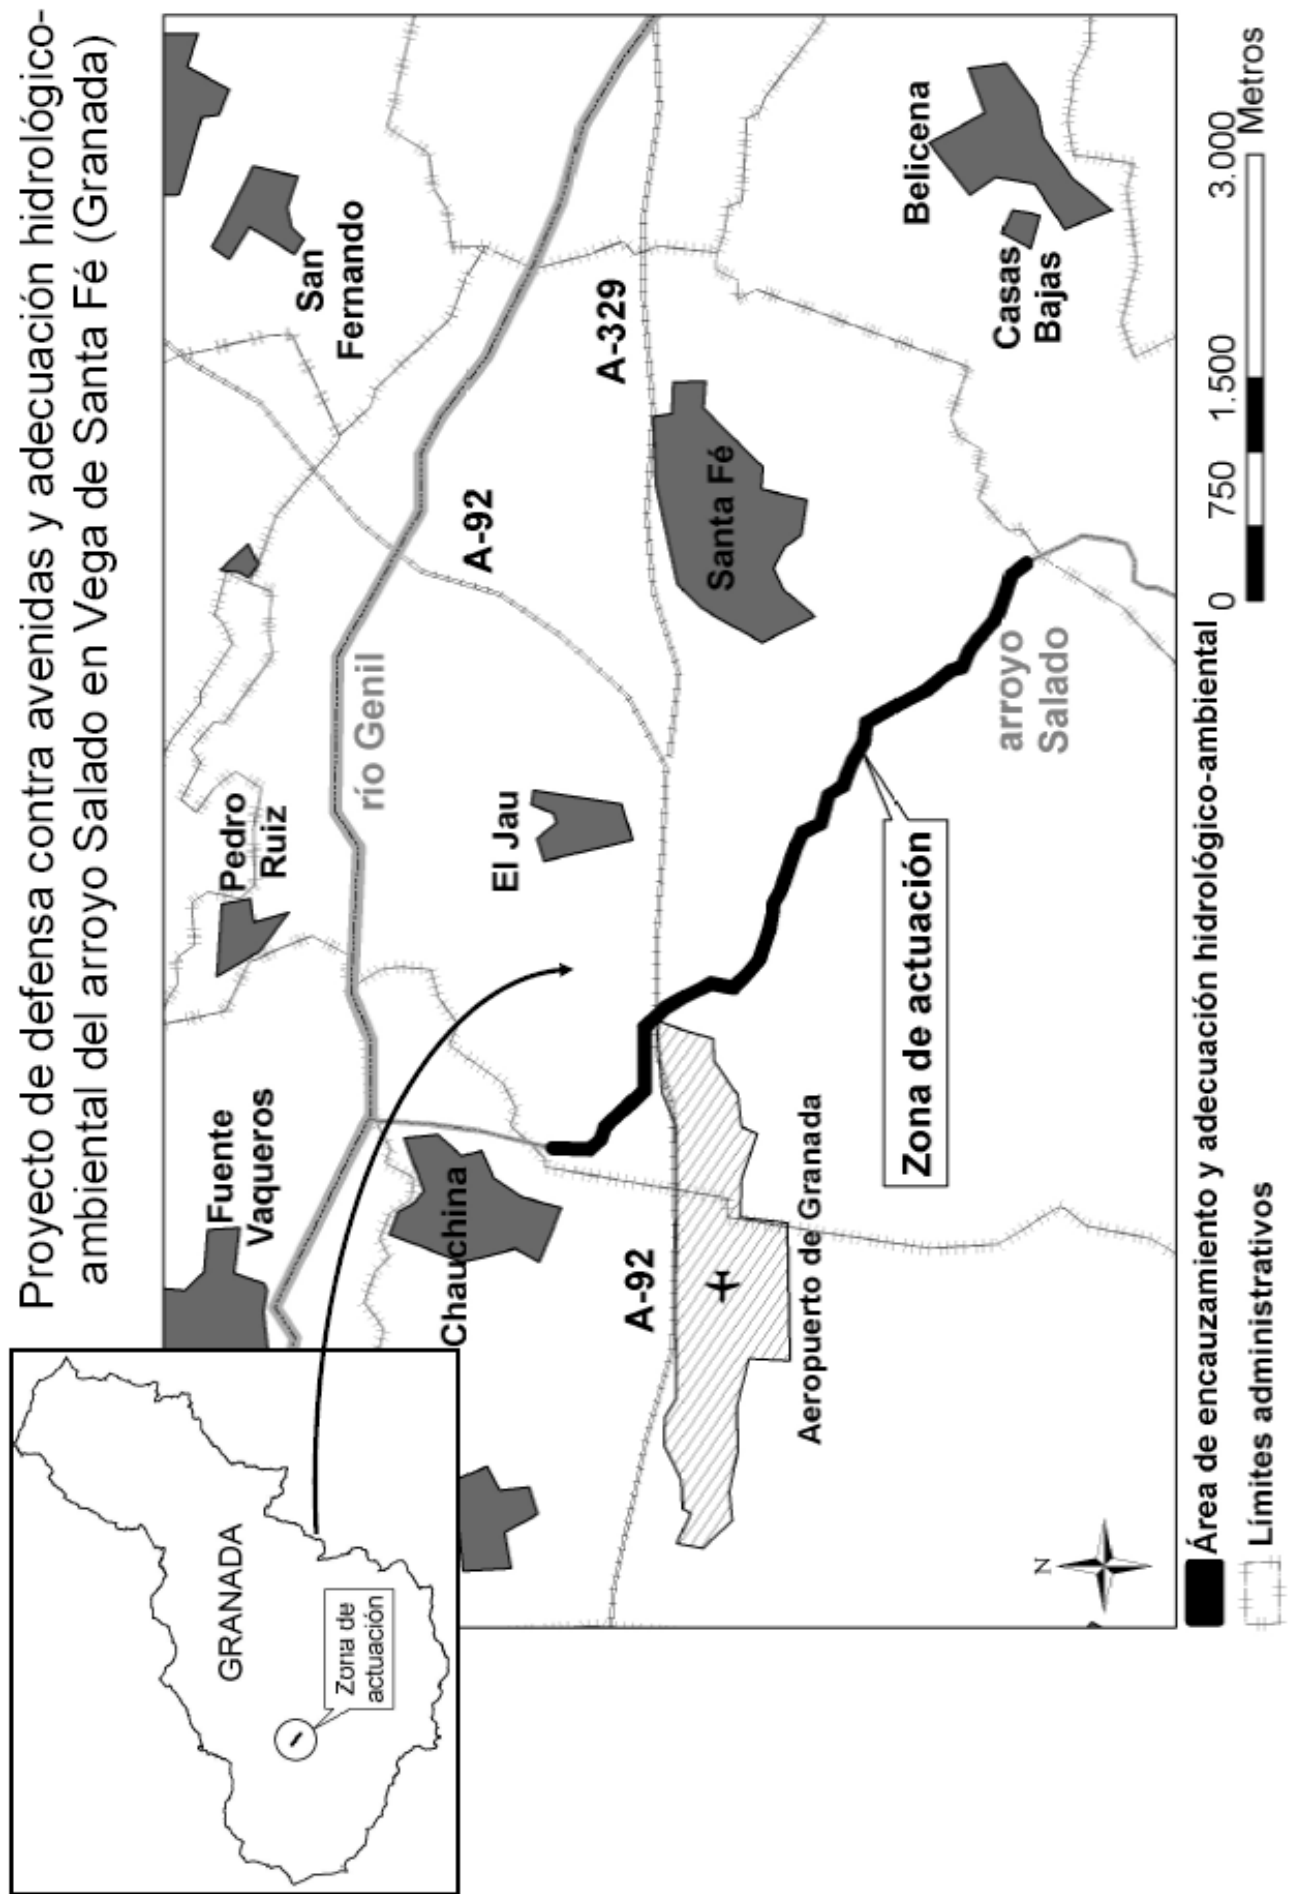 Proyecto de defensa contra avenidas y adecuación hidrológico-
ambiental del arroyo Salado en Vega de Santa Fé (Granada)
GRANADA
Zona de
actuación
Fuente
Vaqueros
Pedro
Ruiz
San
Fernando
río Genil
Chauchina
El Jau
A-92
A-92
A-329
Santa Fé
Belicena
Casas
Bajas
Aeropuerto de Granada
Zona de actuación
arroyo
Salado
N
Área de encauzamiento y adecuación hidrológico-ambiental
Límites administrativos
0 750 1.500 3.000
Metros